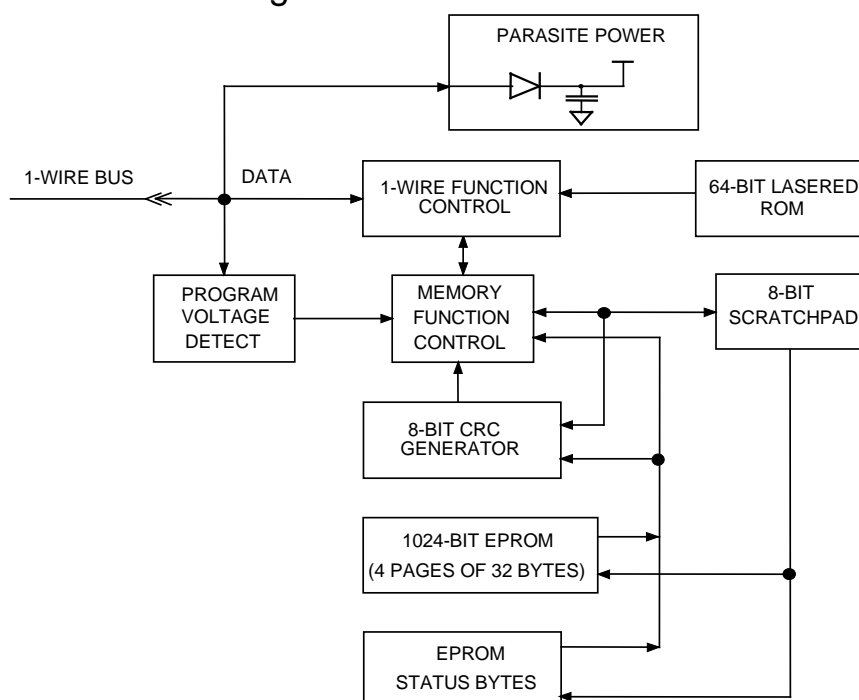 PARASITE POWER
1-WIRE BUS
DATA
1-WIRE FUNCTION
CONTROL
64-BIT LASERED
ROM
PROGRAM
VOLTAGE
DETECT
MEMORY
FUNCTION
CONTROL
8-BIT
SCRATCHPAD
8-BIT CRC
GENERATOR
1024-BIT EPROM
(4 PAGES OF 32 BYTES)
EPROM
STATUS BYTES